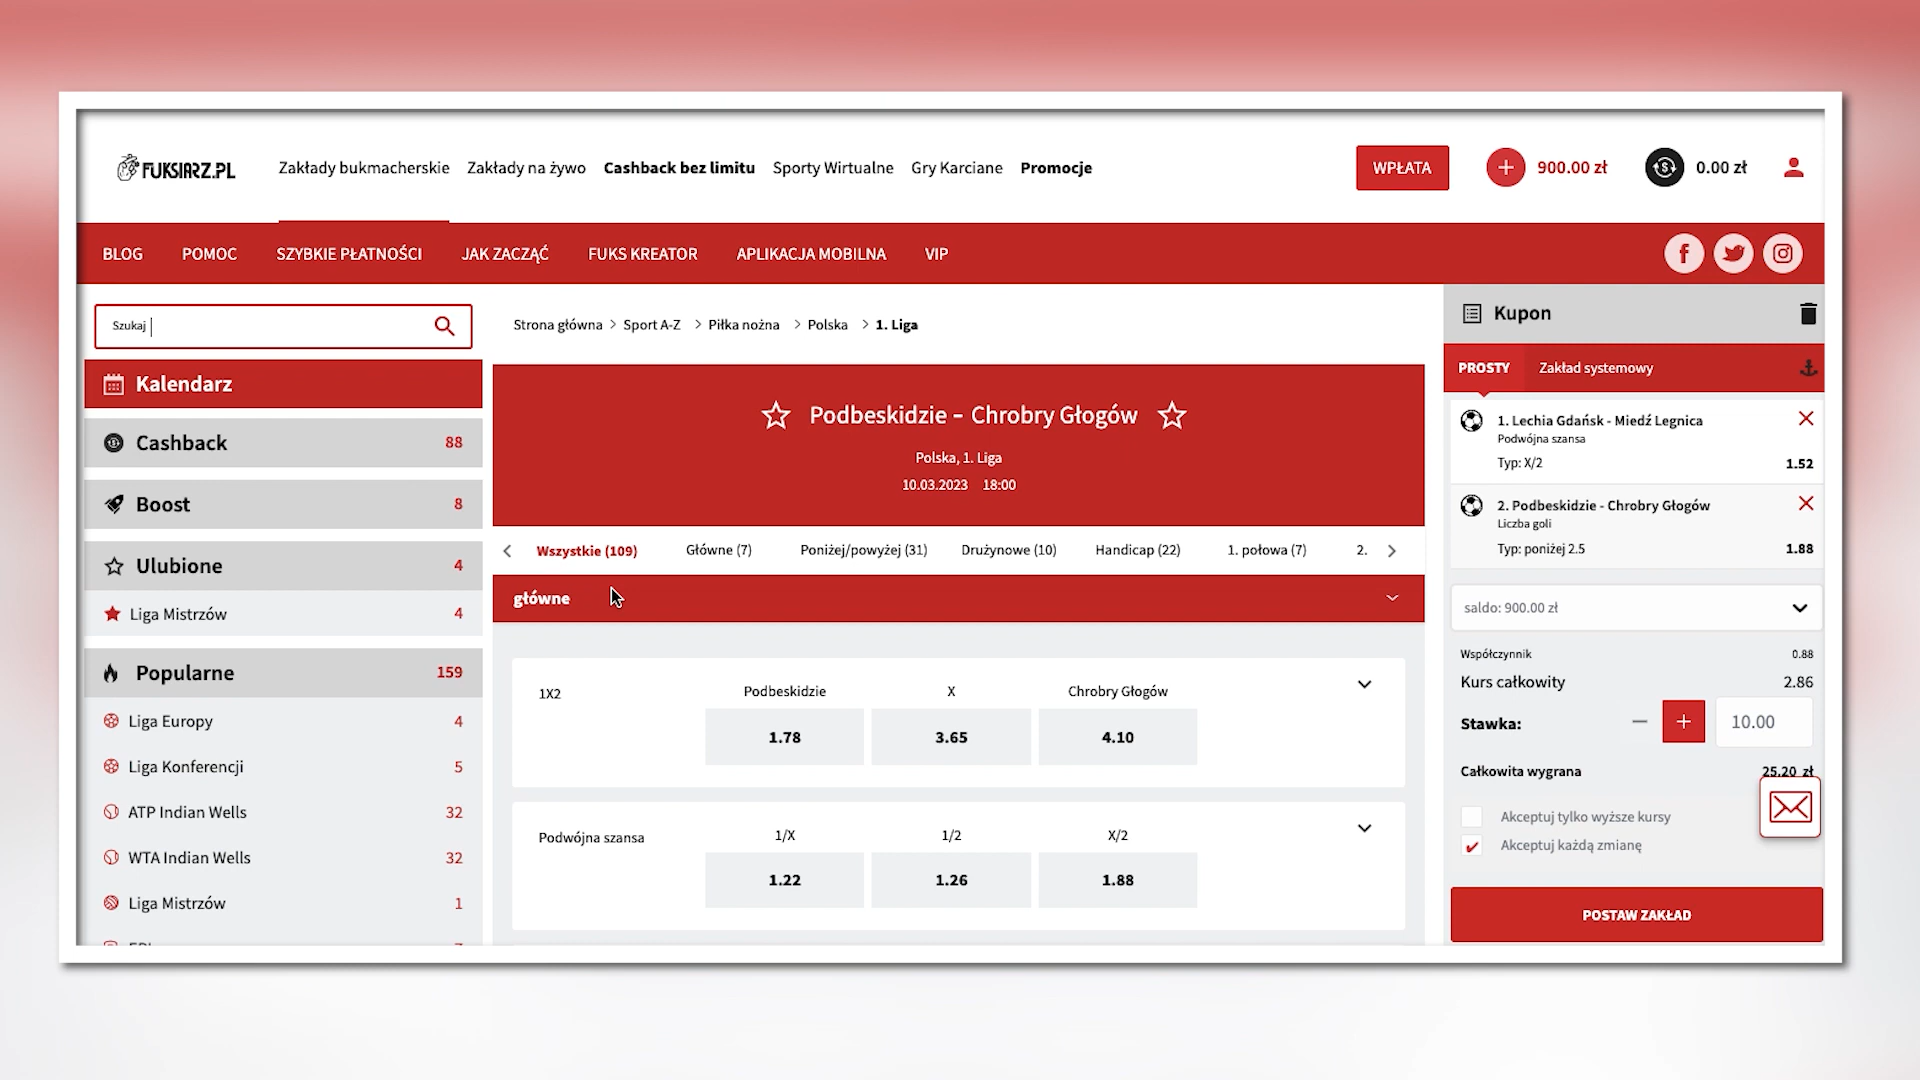 FUKSIARZ.PL
Zakłady bukmacherskie Zakłady na żywo Cashback bez limitu Sporty Wirtualne Gry Karciane Promocje
WPŁATA
900.00 zł
0.00 zł
BLOG POMOC SZYBKIE PŁATNOŚCI JAK ZACZĄĆ FUKS KREATOR APLIKACJA MOBILNA VIP
Szukaj
Kalendarz
Cashback 88
Boost 8
Ulubione 4
Liga Mistrzów 4
Popularne 159
Liga Europy 4
Liga Konferencji 5
ATP Indian Wells 32
WTA Indian Wells 32
Liga Mistrzów 1
Strona główna > Sport A-Z > Piłka nożna > Polska > 1. Liga
Podbeskidzie - Chrobry Głogów
Polska, 1. Liga
10.03.2023 18:00
Wszystkie (109) Główne (7) Poniżej/powyżej (31) Drużynowe (10) Handicap (22) 1. połowa (7) 2.
główne
1X2
Podbeskidzie X Chrobry Głogów
1.78 3.65 4.10
Podwójna szansa
1/X 1/2 X/2
1.22 1.26 1.88
Kupon
PROSTY Zakład systemowy
1. Lechia Gdańsk - Miedź Legnica
Podwójna szansa
Typ: X/2 1.52
2. Podbeskidzie - Chrobry Głogów
Liczba goli
Typ: poniżej 2.5 1.88
saldo: 900.00 zł
Współczynnik 0.88
Kurs całkowity 2.86
Stawka: − + 10.00
Całkowita wygrana 25.20 zł
Akceptuj tylko wyższe kursy
Akceptuj każdą zmianę
POSTAW ZAKŁAD